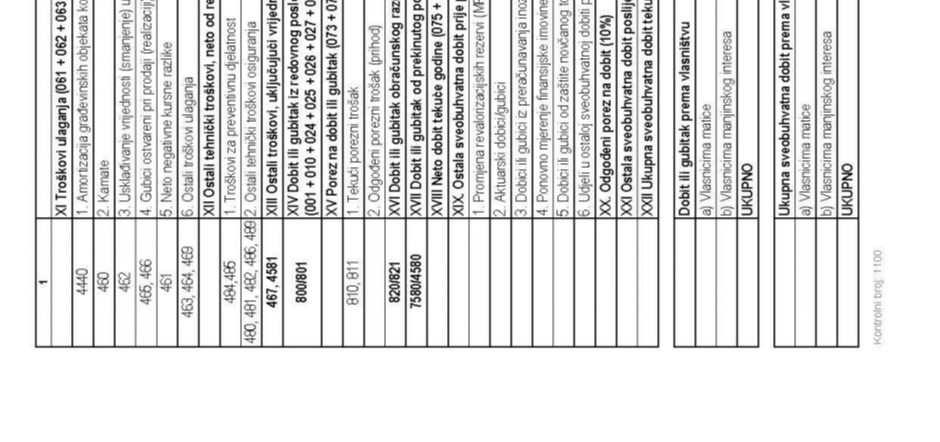 1
XI Troškovi ulaganja (061 + 062 + 063
4440 1. Amortizacija građevinskih objekata ko
460 2. Kamate
462 3. Usklađivanje vrijednosti (smanjenje) u
465, 466 4. Gubici ostvareni pri prodaji (realizaciji)
461 5. Neto negativne kursne razlike
463, 464, 469 6. Ostali troškovi ulaganja
XII Ostali tehnički troškovi, neto od re
484,485 1. Troškovi za preventivnu djelatnost
480, 481, 482, 486, 489 2. Ostali tehnički troškovi osiguranja
467, 4581 XIII Ostali troškovi, uključujući vrijedn
800/801 XIV Dobit ili gubitak iz redovnog poslo
(001 + 010 + 024 + 025 + 026 + 027 + 0
XV Porez na dobit ili gubitak (073 + 07
810, 811 1. Tekući porezni trošak
2. Odgođeni porezni trošak (prihod)
820/821 XVI Dobit ili gubitak obračunskog raz
7580/4580 XVII Dobit ili gubitak od prekinutog po
XVIII Neto dobit tekuće godine (075 +
XIX. Ostala sveobuhvatna dobit prije p
1. Promjena revalorizacijskih rezervi (MR
2. Aktuarski dobici/gubici
3. Dobici ili gubici iz preračunavanja inoz
4. Ponovno mjerenje finansijske imovine
5. Dobici ili gubici od zaštite novčanog to
6. Udjeli u ostaloj sveobuhvatnoj dobiti p
XX. Odgođeni porez na dobit (10%)
XXI Ostala sveobuhvatna dobit poslije
XXII Ukupna sveobuhvatna dobit teku
Dobit ili gubitak prema vlasništvu
a) Vlasnicima matice
b) Vlasnicima manjinskog interesa
UKUPNO
Ukupna sveobuhvatna dobit prema vl
a) Vlasnicima matice
b) Vlasnicima manjinskog interesa
UKUPNO
Kontrolni broj: 1100